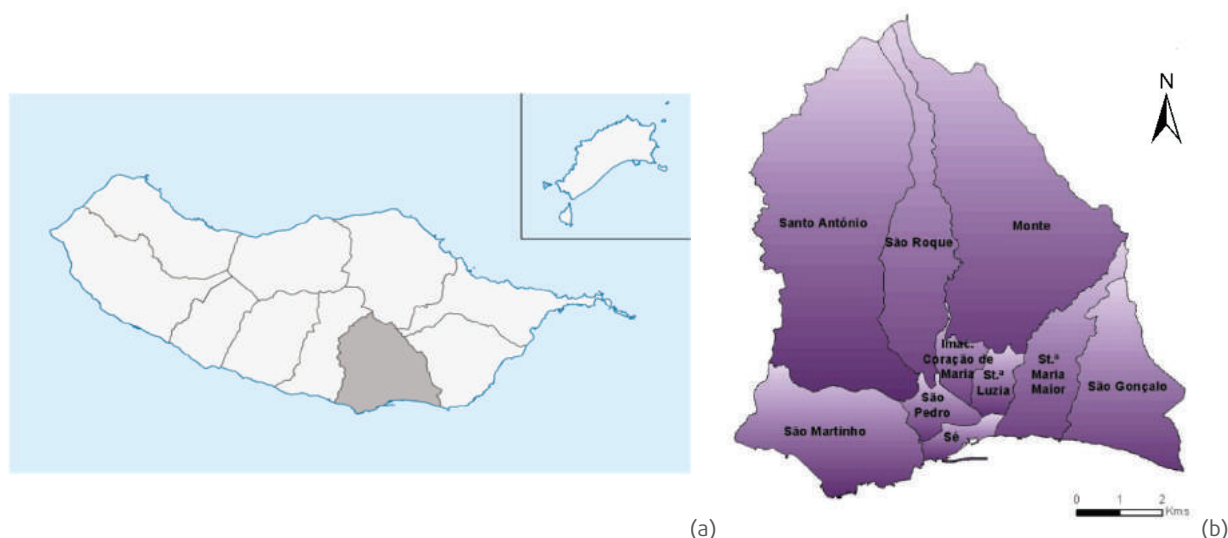 N
Santo António
São Roque
Monte
Imac.
Coração de
Maria
St.ª
Luzia
St.ª
Maria
Maior
São Gonçalo
São
Pedro
São Martinho
Sé
0 1 2
Kms
(a)
(b)